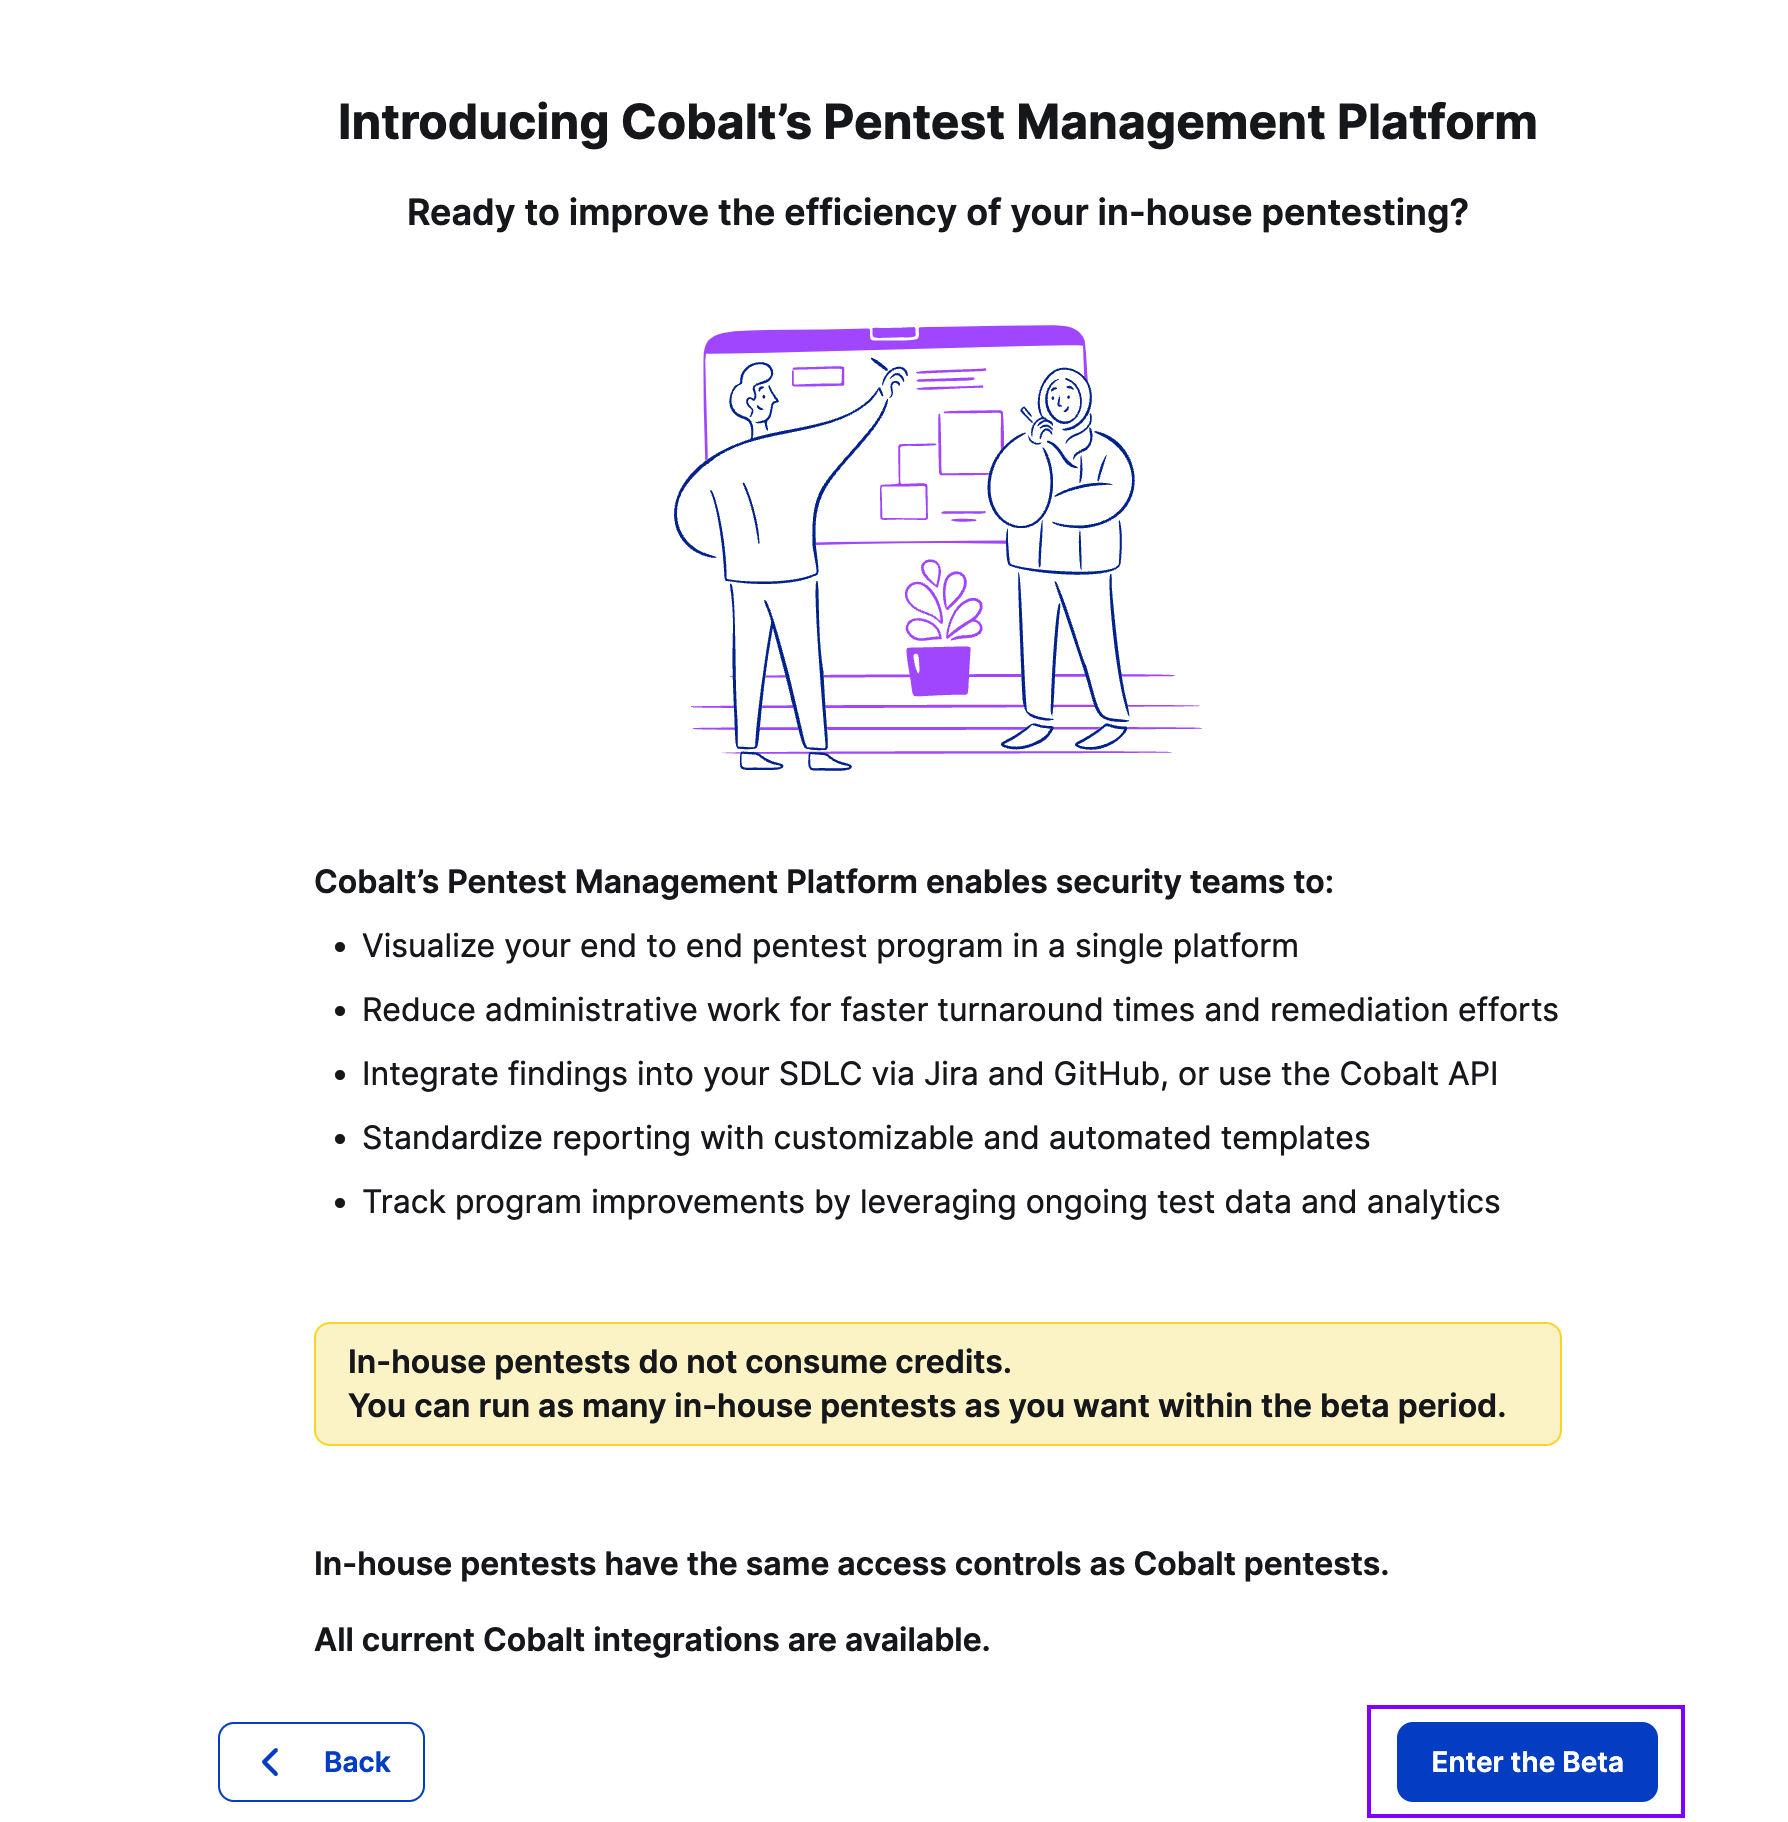 Introducing Cobalt’s Pentest Management Platform
Ready to improve the efficiency of your in-house pentesting?
Cobalt’s Pentest Management Platform enables security teams to:
• Visualize your end to end pentest program in a single platform
• Reduce administrative work for faster turnaround times and remediation efforts
• Integrate findings into your SDLC via Jira and GitHub, or use the Cobalt API
• Standardize reporting with customizable and automated templates
• Track program improvements by leveraging ongoing test data and analytics
In-house pentests do not consume credits.
You can run as many in-house pentests as you want within the beta period.
In-house pentests have the same access controls as Cobalt pentests.
All current Cobalt integrations are available.
Back
Enter the Beta